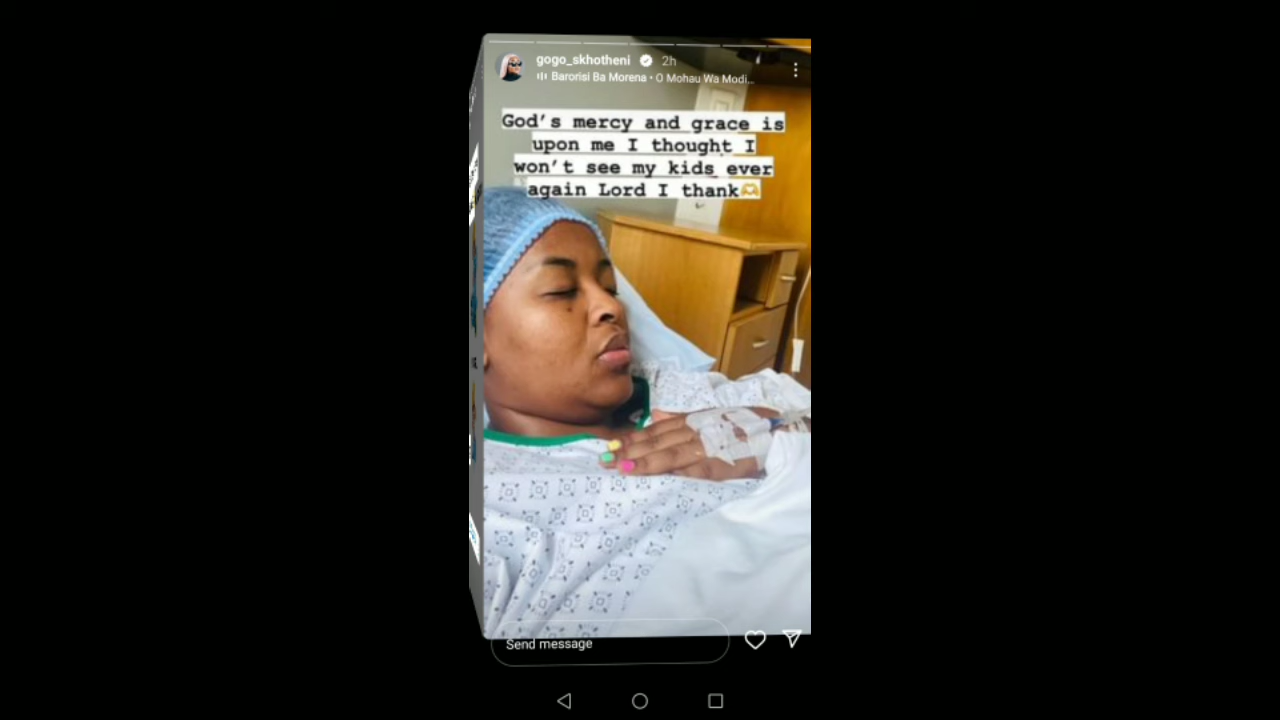 gogo_skhotheni 2h
Barorisi Ba Morena • O Mohau Wa Modi...
God's mercy and grace is
upon me I thought I
won't see my kids ever
again Lord I thank🫶
Send message